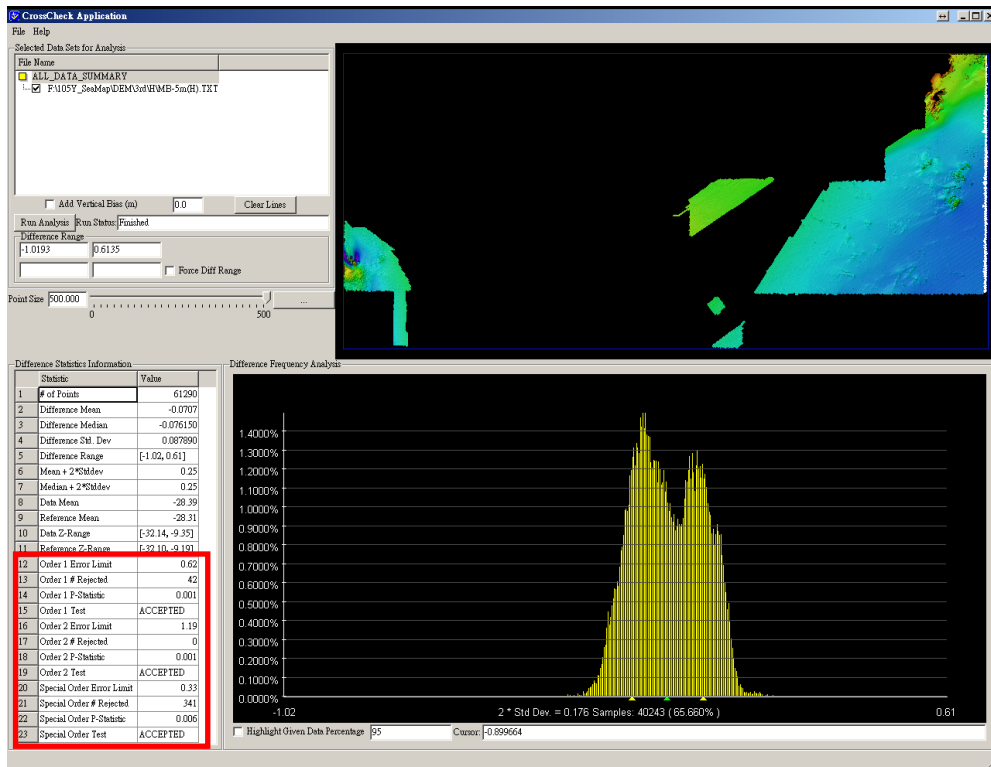 CrossCheck Application
File Help
Selected Data Sets for Analysis
File Name
ALL_DATA_SUMMARY
F:\105Y_SeaMap\DEM\3rd\H\MB-5m(H).TXT
Add Vertical Bias (m) 0.0 Clear Lines
Run Analysis Run Status: Finished
Difference Range
-1.0193 0.6135
Force Diff Range
Point Size 500.000 ...
0 500
Difference Statistics Information
Statistic Value
1 # of Points 61290
2 Difference Mean -0.0707
3 Difference Median -0.076150
4 Difference Std. Dev 0.087890
5 Difference Range [-1.02, 0.61]
6 Mean + 2*Stddev 0.25
7 Median + 2*Stddev 0.25
8 Data Mean -28.39
9 Reference Mean -28.31
10 Data Z-Range [-32.14, -9.35]
11 Reference Z-Range [-32.10, -9.19]
12 Order 1 Error Limit 0.62
13 Order 1 # Rejected 42
14 Order 1 P-Statistic 0.001
15 Order 1 Test ACCEPTED
16 Order 2 Error Limit 1.19
17 Order 2 # Rejected 0
18 Order 2 P-Statistic 0.001
19 Order 2 Test ACCEPTED
20 Special Order Error Limit 0.33
21 Special Order # Rejected 341
22 Special Order P-Statistic 0.006
23 Special Order Test ACCEPTED
Difference Frequency Analysis
1.4000%
1.3000%
1.2000%
1.1000%
1.0000%
0.9000%
0.8000%
0.7000%
0.6000%
0.5000%
0.4000%
0.3000%
0.2000%
0.1000%
0.0000%
-1.02 2 * Std Dev. = 0.176 Samples: 40243 ( 65.660% ) 0.61
Highlight Given Data Percentage 95 Cursor: -0.899664